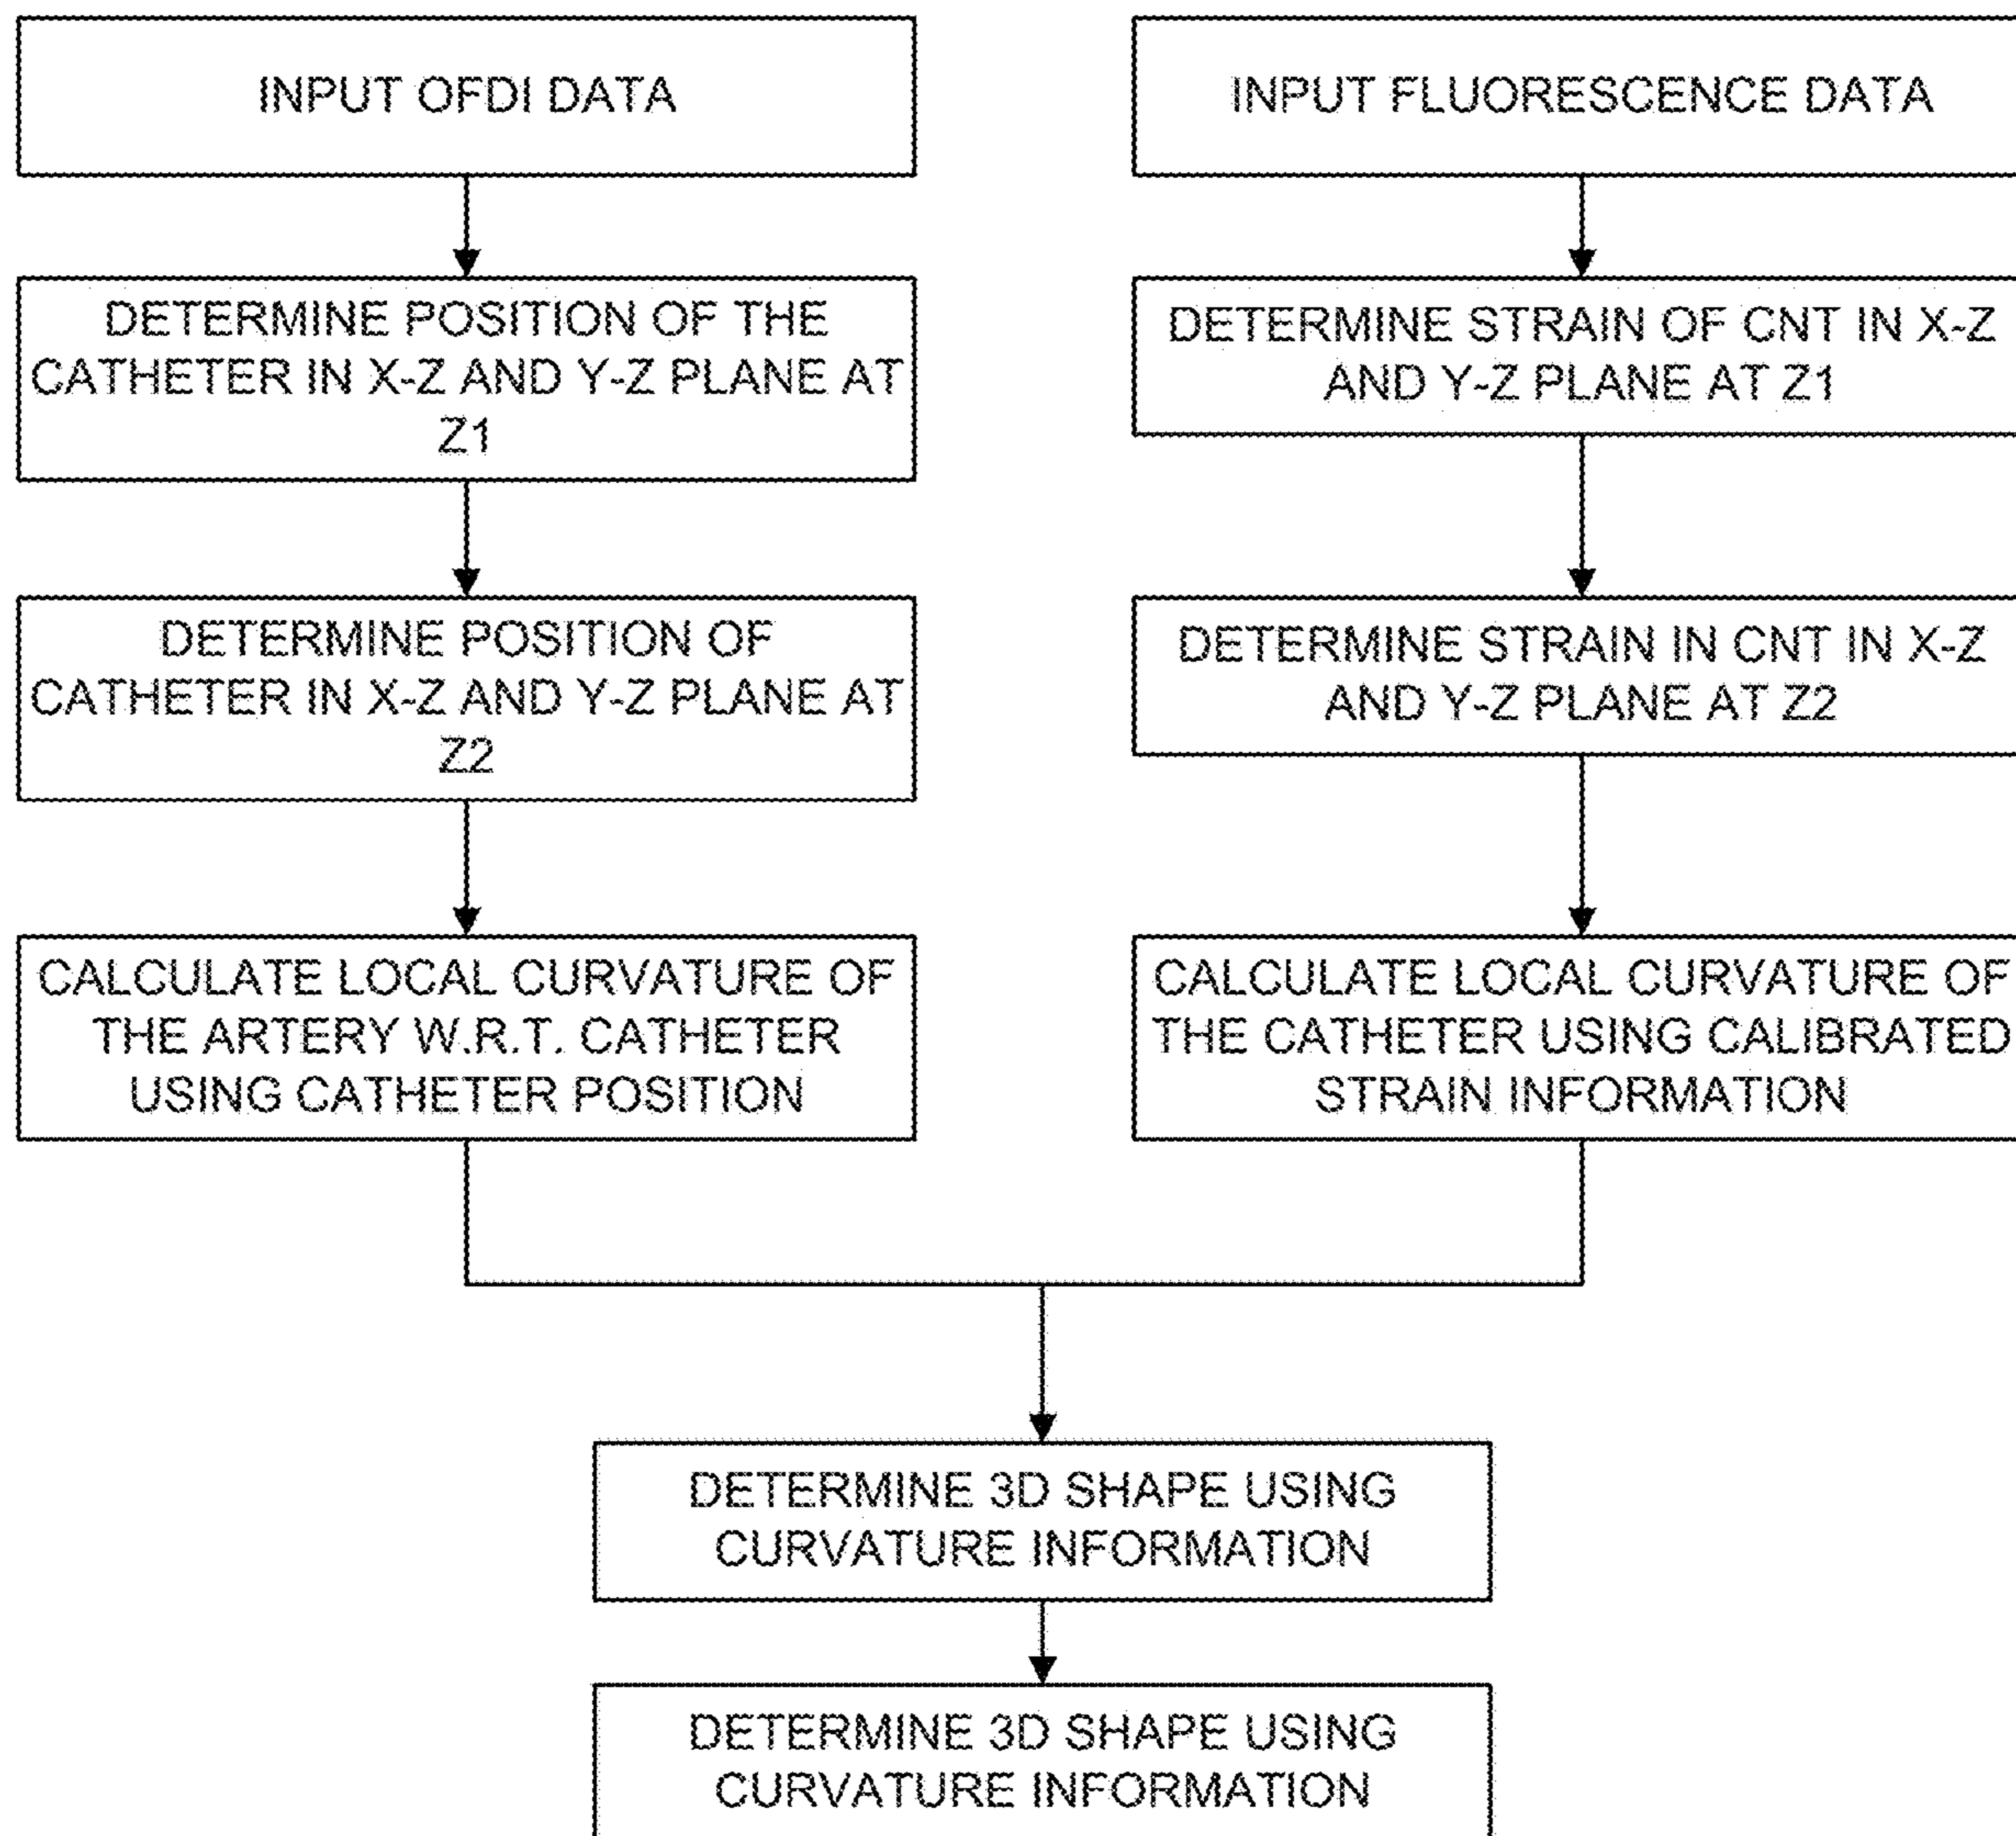 INPUT OFDI DATA
DETERMINE POSITION OF THE
CATHETER IN X-Z AND Y-Z PLANE AT
Z1
DETERMINE POSITION OF
CATHETER IN X-Z AND Y-Z PLANE AT
Z2
CALCULATE LOCAL CURVATURE OF
THE ARTERY W.R.T. CATHETER
USING CATHETER POSITION
INPUT FLUORESCENCE DATA
DETERMINE STRAIN OF CNT IN X-Z
AND Y-Z PLANE AT Z1
DETERMINE STRAIN IN CNT IN X-Z
AND Y-Z PLANE AT Z2
CALCULATE LOCAL CURVATURE OF
THE CATHETER USING CALIBRATED
STRAIN INFORMATION
DETERMINE 3D SHAPE USING
CURVATURE INFORMATION
DETERMINE 3D SHAPE USING
CURVATURE INFORMATION